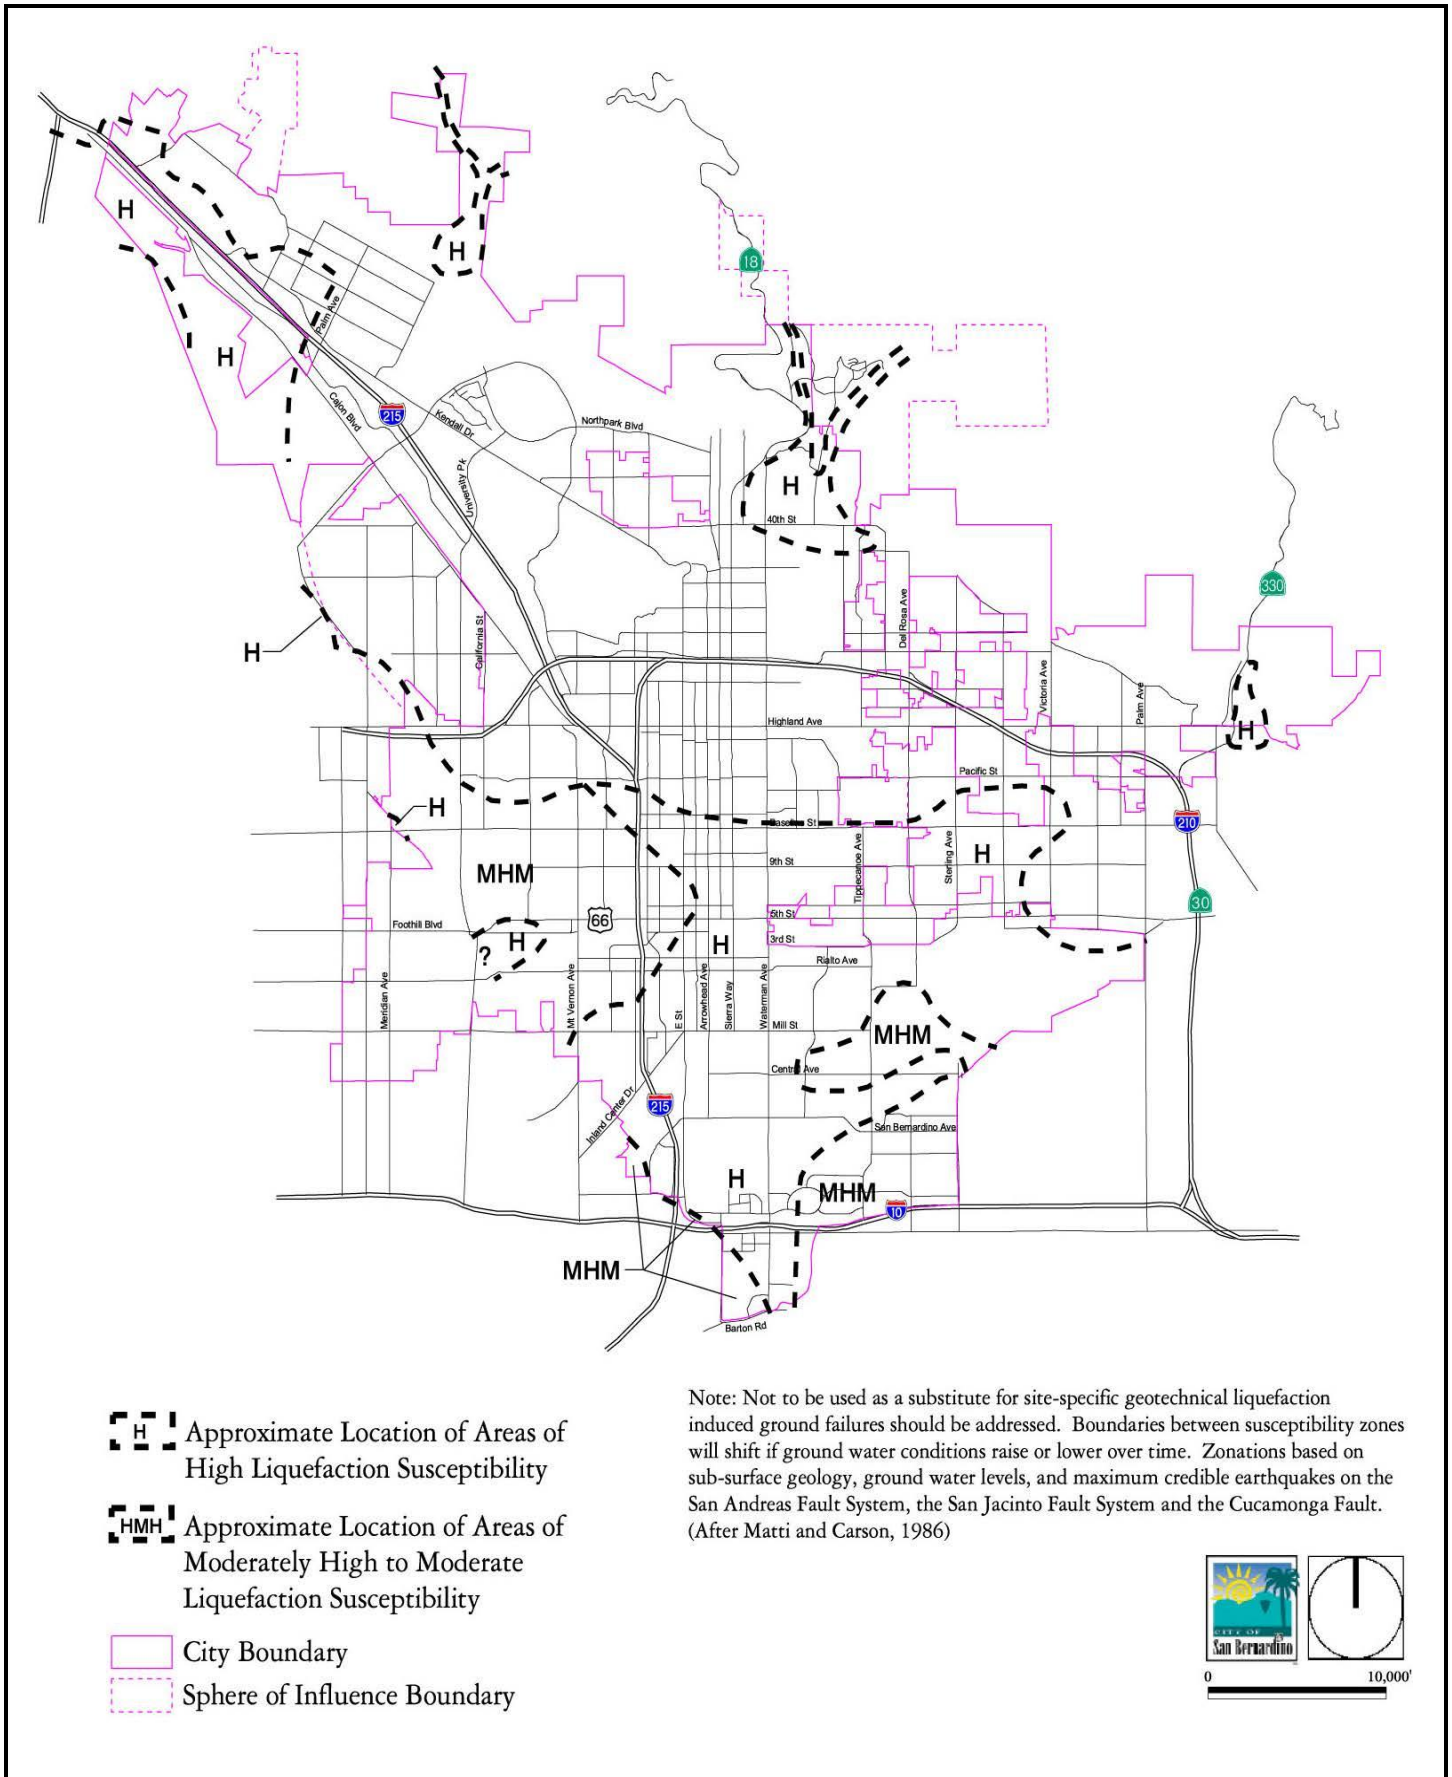 H
H
18
H
Palm Ave
H
Cajon Blvd
215
Kendall Dr
Northpark Blvd
University Pk
H
40th St
330
Del Rosa Ave
California St
H
Victoria Ave
Palm Ave
Highland Ave
H
Pacific St
H
Baseline St
210
MHM
9th St
Tippecanoe Ave
Sterling Ave
H
30
66
5th St
Foothill Blvd
H
?
H
3rd St
Rialto Ave
Meridian Ave
Mt Vernon Ave
E St
Arrowhead Ave
Sierra Way
Waterman Ave
Mill St
MHM
Central Ave
215
Inland Center Dr
San Bernardino Ave
H
MHM
10
MHM
Barton Rd
H
Approximate Location of Areas of
High Liquefaction Susceptibility
HMH
Approximate Location of Areas of
Moderately High to Moderate
Liquefaction Susceptibility
City Boundary
Sphere of Influence Boundary
Note: Not to be used as a substitute for site-specific geotechnical liquefaction
induced ground failures should be addressed. Boundaries between susceptibility zones
will shift if ground water conditions raise or lower over time. Zonations based on
sub-surface geology, ground water levels, and maximum credible earthquakes on the
San Andreas Fault System, the San Jacinto Fault System and the Cucamonga Fault.
(After Matti and Carson, 1986)
CITY OF
San Bernardino
0 10,000'